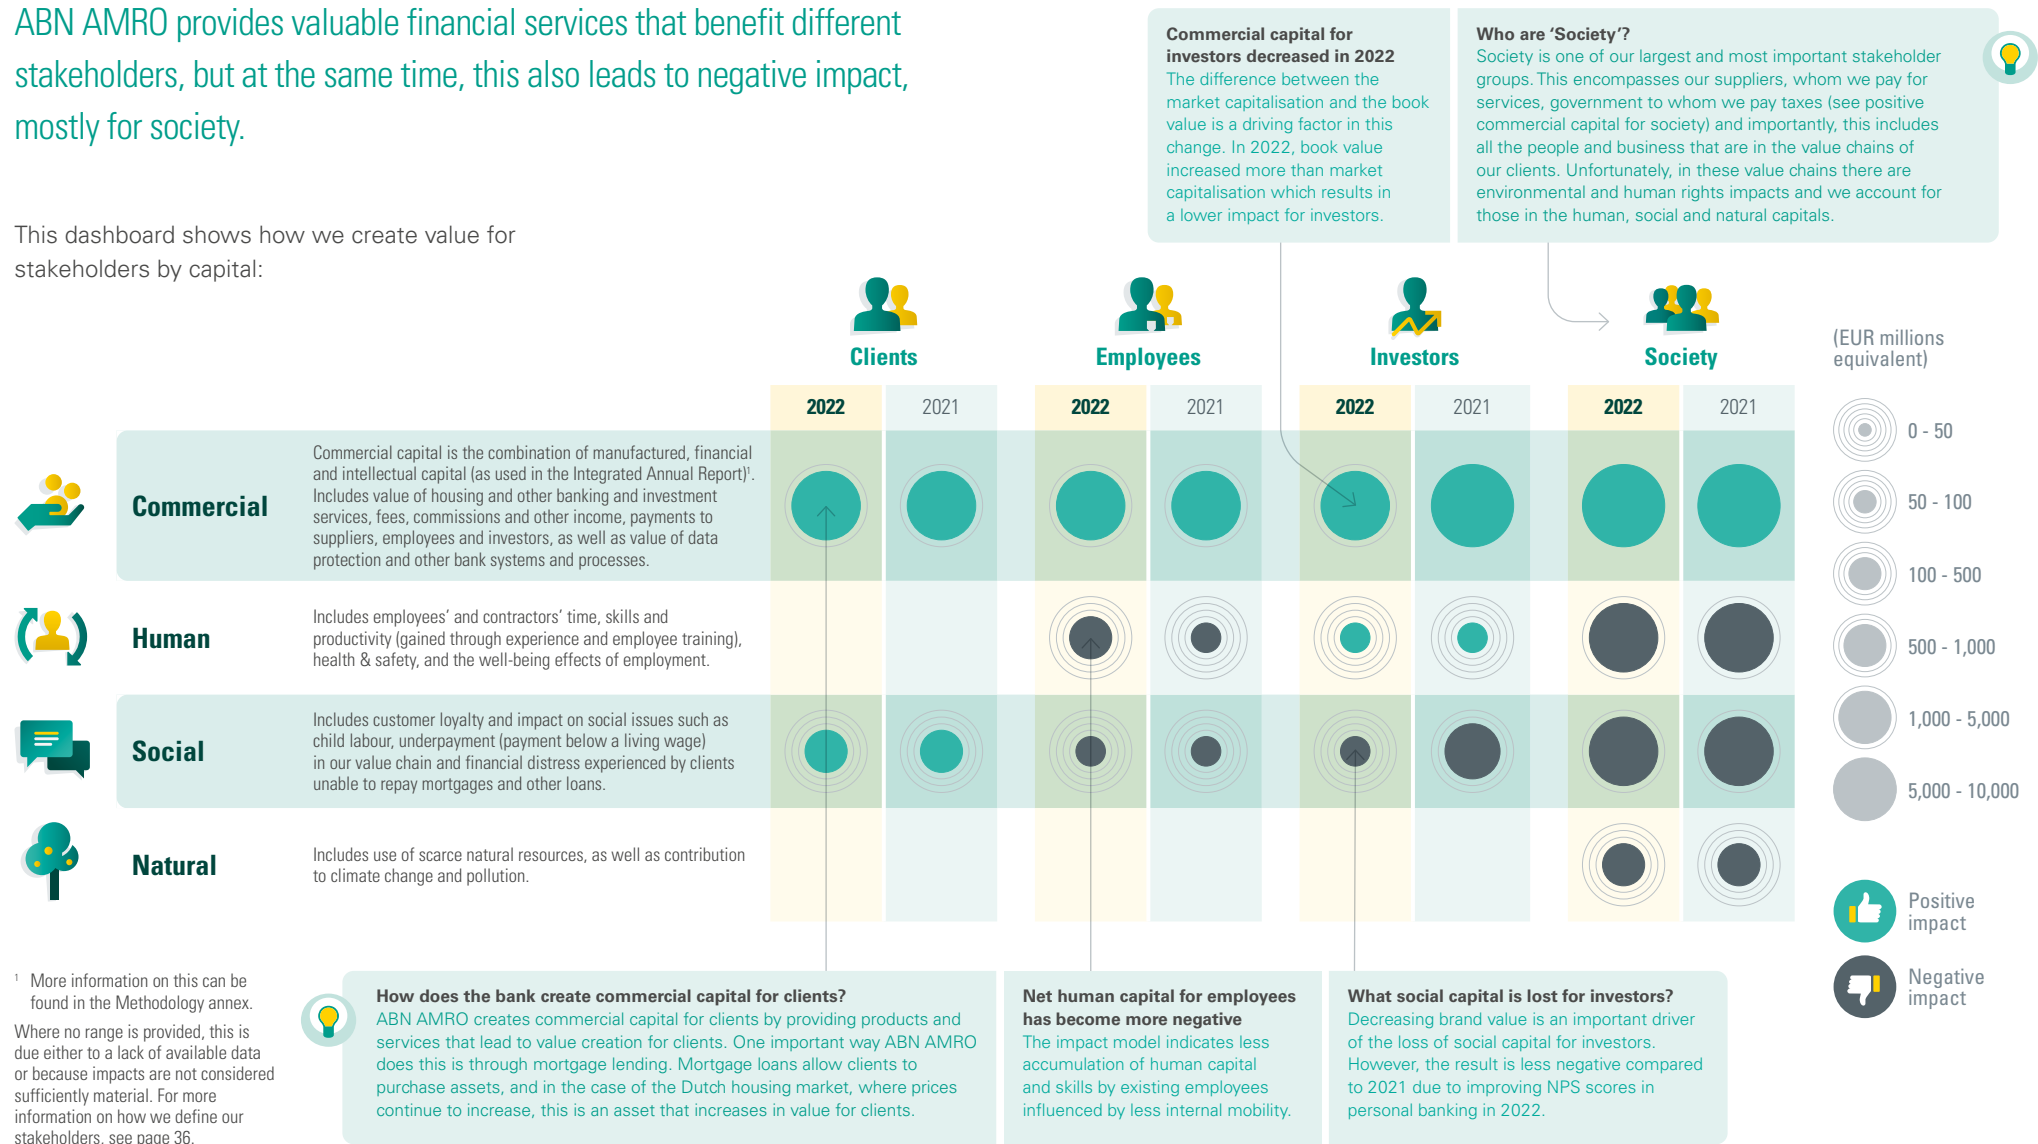 ABN AMRO provides valuable financial services that benefit different
stakeholders, but at the same time, this also leads to negative impact,
mostly for society.
This dashboard shows how we create value for
stakeholders by capital:
Commercial capital for
investors decreased in 2022
The difference between the
market capitalisation and the book
value is a driving factor in this
change. In 2022, book value
increased more than market
capitalisation which results in
a lower impact for investors.
Who are ‘Society’?
Society is one of our largest and most important stakeholder
groups. This encompasses our suppliers, whom we pay for
services, government to whom we pay taxes (see positive
commercial capital for society) and importantly, this includes
all the people and business that are in the value chains of
our clients. Unfortunately, in these value chains there are
environmental and human rights impacts and we account for
those in the human, social and natural capitals.
Clients
Employees
Investors
Society
2022
2021
2022
2021
2022
2021
2022
2021
Commercial
Commercial capital is the combination of manufactured, financial
and intellectual capital (as used in the Integrated Annual Report)¹.
Includes value of housing and other banking and investment
services, fees, commissions and other income, payments to
suppliers, employees and investors, as well as value of data
protection and other bank systems and processes.
Human
Includes employees’ and contractors’ time, skills and
productivity (gained through experience and employee training),
health & safety, and the well-being effects of employment.
Social
Includes customer loyalty and impact on social issues such as
child labour, underpayment (payment below a living wage)
in our value chain and financial distress experienced by clients
unable to repay mortgages and other loans.
Natural
Includes use of scarce natural resources, as well as contribution
to climate change and pollution.
(EUR millions
equivalent)
0 - 50
50 - 100
100 - 500
500 - 1,000
1,000 - 5,000
5,000 - 10,000
Positive
impact
Negative
impact
¹ More information on this can be
found in the Methodology annex.
Where no range is provided, this is
due either to a lack of available data
or because impacts are not considered
sufficiently material. For more
information on how we define our
stakeholders, see page 36.
How does the bank create commercial capital for clients?
ABN AMRO creates commercial capital for clients by providing products and
services that lead to value creation for clients. One important way ABN AMRO
does this is through mortgage lending. Mortgage loans allow clients to
purchase assets, and in the case of the Dutch housing market, where prices
continue to increase, this is an asset that increases in value for clients.
Net human capital for employees
has become more negative
The impact model indicates less
accumulation of human capital
and skills by existing employees
influenced by less internal mobility.
What social capital is lost for investors?
Decreasing brand value is an important driver
of the loss of social capital for investors.
However, the result is less negative compared
to 2021 due to improving NPS scores in
personal banking in 2022.